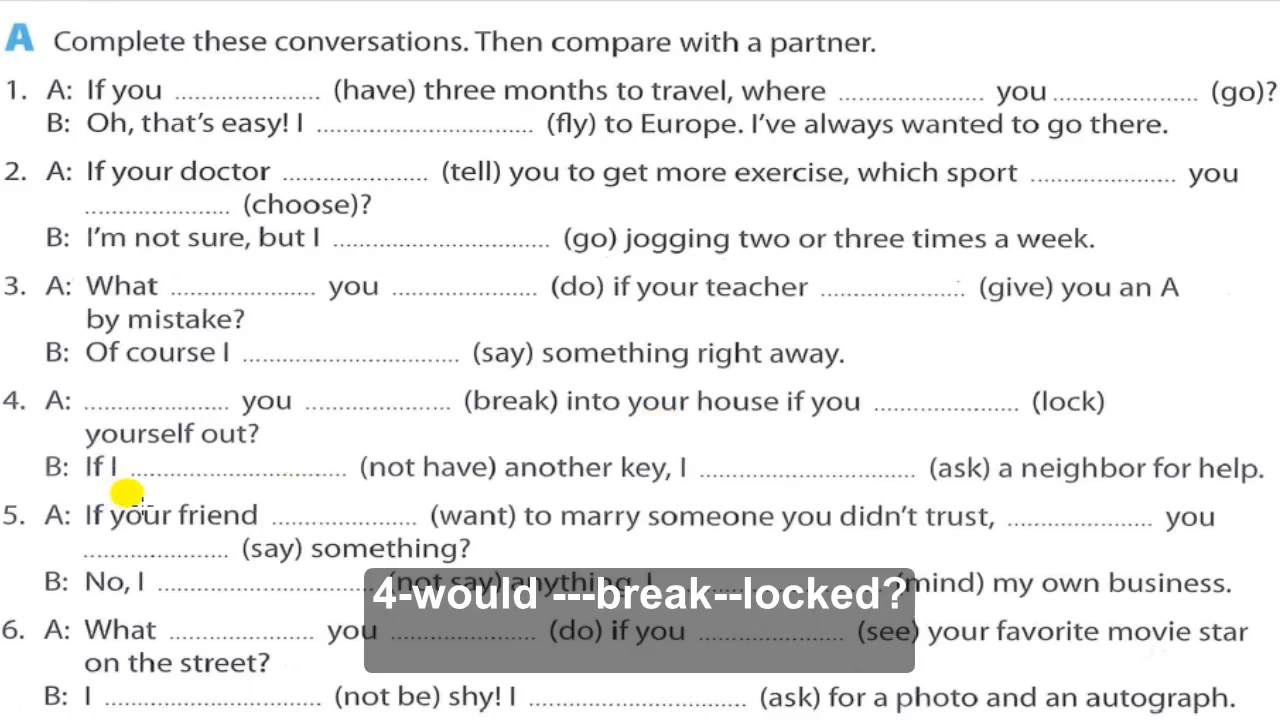 A Complete these conversations. Then compare with a partner.
1. A: If you .................... (have) three months to travel, where .................... you .................... (go)?
B: Oh, that's easy! I .............................. (fly) to Europe. I've always wanted to go there.
2. A: If your doctor .................... (tell) you to get more exercise, which sport .................... you
.................... (choose)?
B: I'm not sure, but I .............................. (go) jogging two or three times a week.
3. A: What .................... you .................... (do) if your teacher .................... (give) you an A
by mistake?
B: Of course I .............................. (say) something right away.
4. A: .................... you .................... (break) into your house if you .................... (lock)
yourself out?
B: If I .............................. (not have) another key, I .............................. (ask) a neighbor for help.
5. A: If your friend .................... (want) to marry someone you didn't trust, .................... you
.................... (say) something?
B: No, I .............................. (not say) anything. I .............................. (mind) my own business.
4-would ---break--locked?
6. A: What .................... you .................... (do) if you .................... (see) your favorite movie star
on the street?
B: I .............................. (not be) shy! I .............................. (ask) for a photo and an autograph.